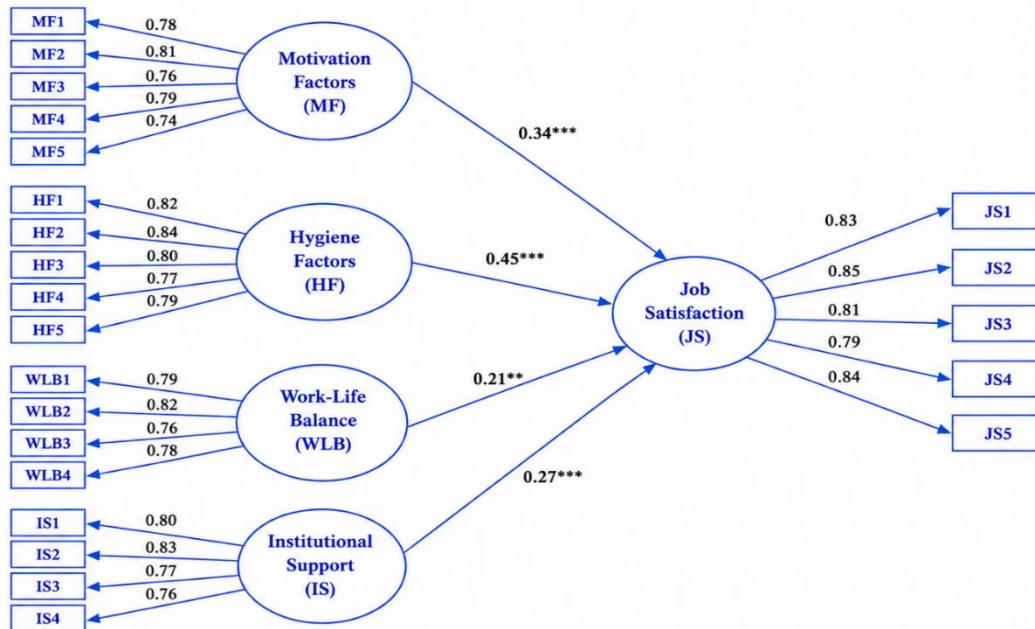 MF1
MF2
MF3
MF4
MF5
0.78
0.81
0.76
0.79
0.74
Motivation
Factors
(MF)
0.34***
HF1
HF2
HF3
HF4
HF5
0.82
0.84
0.80
0.77
0.79
Hygiene
Factors
(HF)
0.45***
WLB1
WLB2
WLB3
WLB4
0.79
0.82
0.76
0.78
Work-Life
Balance
(WLB)
0.21**
IS1
IS2
IS3
IS4
0.80
0.83
0.77
0.76
Institutional
Support
(IS)
0.27***
Job
Satisfaction
(JS)
0.83
0.85
0.81
0.79
0.84
JS1
JS2
JS3
JS4
JS5